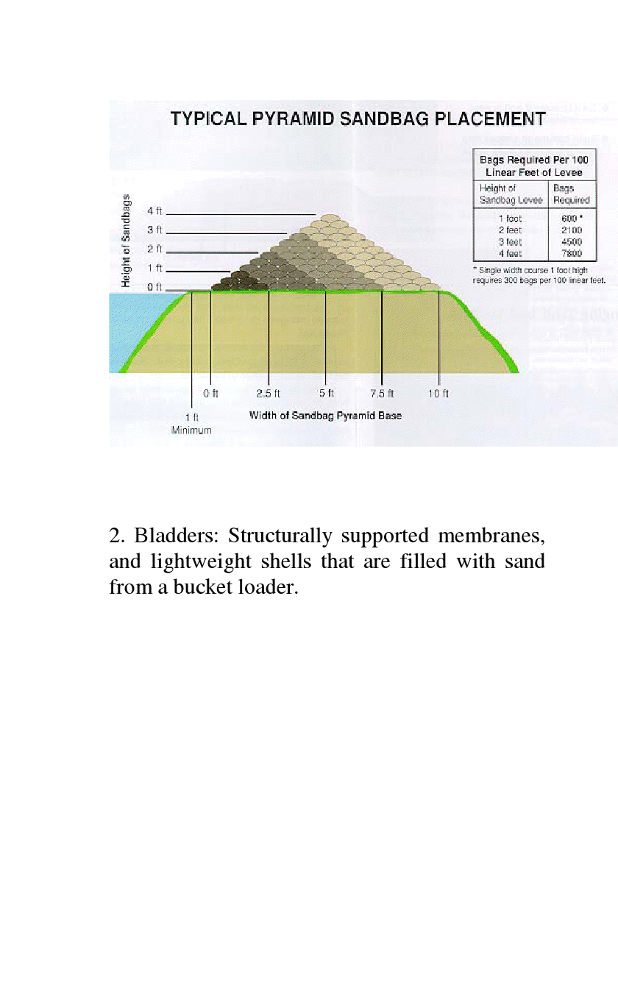 TYPICAL PYRAMID SANDBAG PLACEMENT
Bags Required Per 100
Linear Feet of Levee
Height of Sandbag Levee
Bags Required
1 foot 600 *
2 feet 2100
3 feet 4500
4 feet 7800
* Single width course 1 foot high
requires 300 bags per 100 linear feet.
Height of Sandbags
4 ft
3 ft
2 ft
1 ft
0 ft
0 ft 2.5 ft 5 ft 7.5 ft 10 ft
1 ft
Minimum
Width of Sandbag Pyramid Base
2. Bladders: Structurally supported membranes,
and lightweight shells that are filled with sand
from a bucket loader.